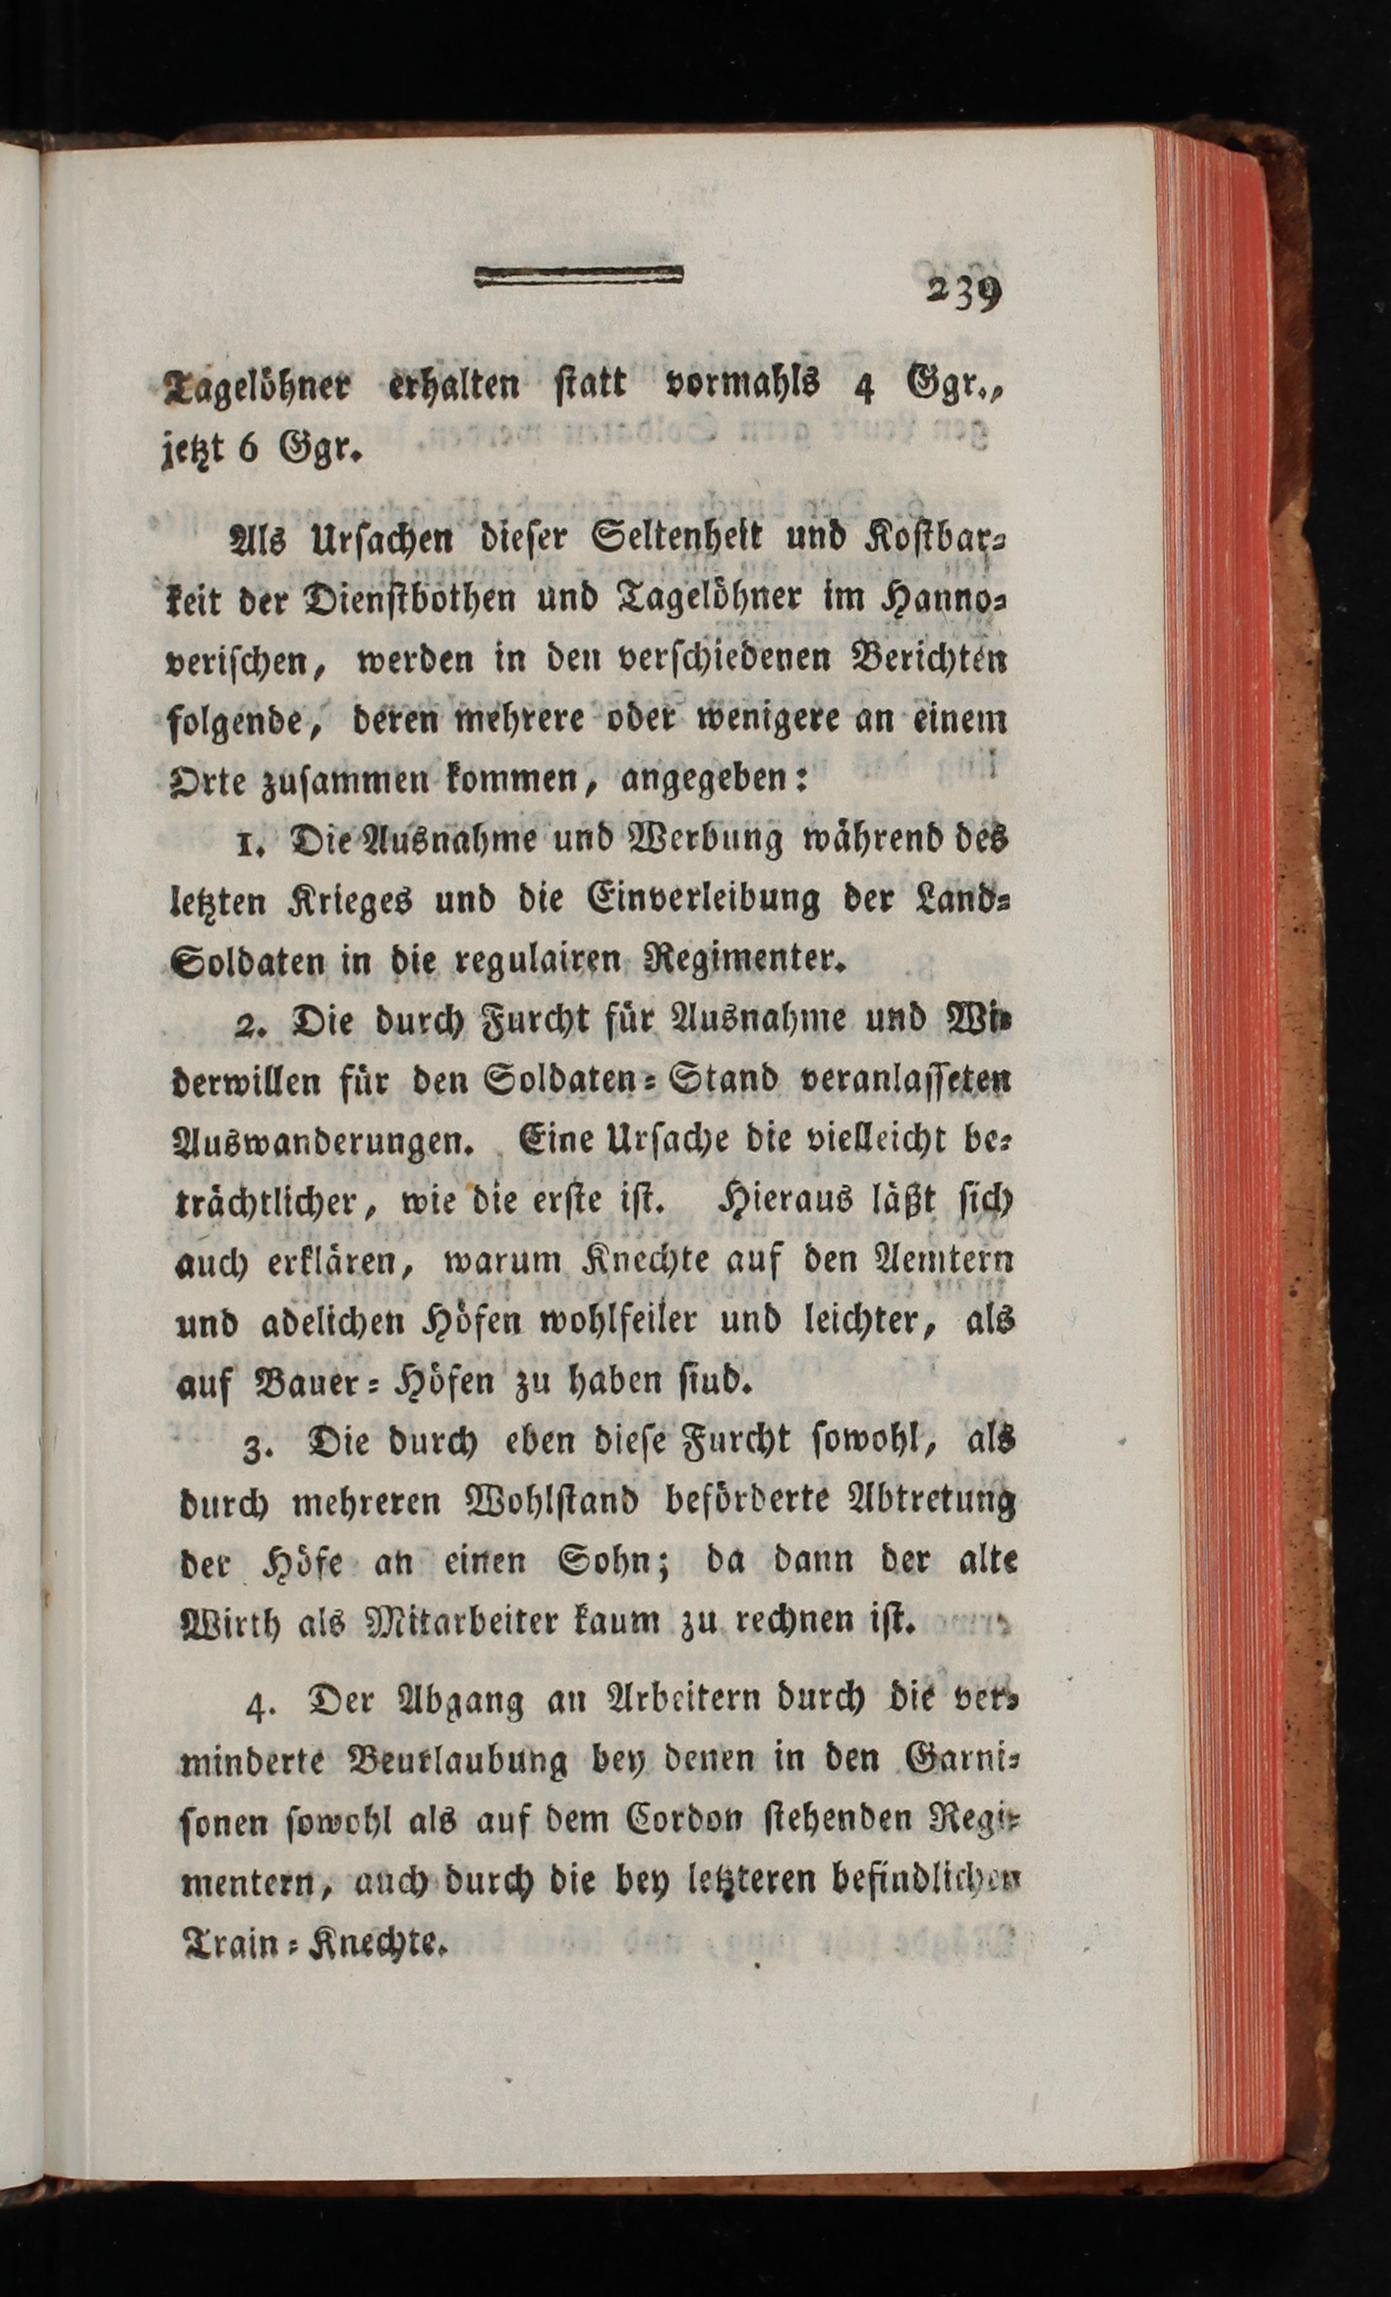 239
Tagelöhner erhalten ſtatt vormahls 4 Ggr.,
jetzt 6 Ggr.
Als Urſachen dieſer Seltenheit und Koſtbar⸗
keit der Dienſtbothen und Tagelöhner im Hanno⸗
veriſchen, werden in den verſchiedenen Berichten
folgende, deren mehrere oder wenigere an einem
Orte zuſammen kommen, angegeben:
1. Die Ausnahme und Werbung während des
letzten Krieges und die Einverleibung der Land⸗
Soldaten in die regulairen Regimenter.
2. Die durch Furcht für Ausnahme und Wi⸗
derwillen für den Soldaten⸗Stand veranlaſſeten
Auswanderungen. Eine Urſache die vielleicht be⸗
trächtlicher, wie die erſte iſt. Hieraus läßt ſich
auch erklären, warum Knechte auf den Aemtern
und adelichen Höfen wohlfeiler und leichter, als
auf Bauer⸗Höfen zu haben ſiud.
3. Die durch eben dieſe Furcht ſowohl, als
durch mehreren Wohlſtand beförderte Abtretung
der Höfe an einen Sohn; da dann der alte
Wirth als Mitarbeiter kaum zu rechnen iſt.
4. Der Abgang an Arbeitern durch die ver⸗
minderte Beurlaubung bey denen in den Garni⸗
ſonen ſowohl als auf dem Cordon ſtehenden Regi⸗
mentern, auch durch die bey letzteren befindlichen
Train⸗Knechte.